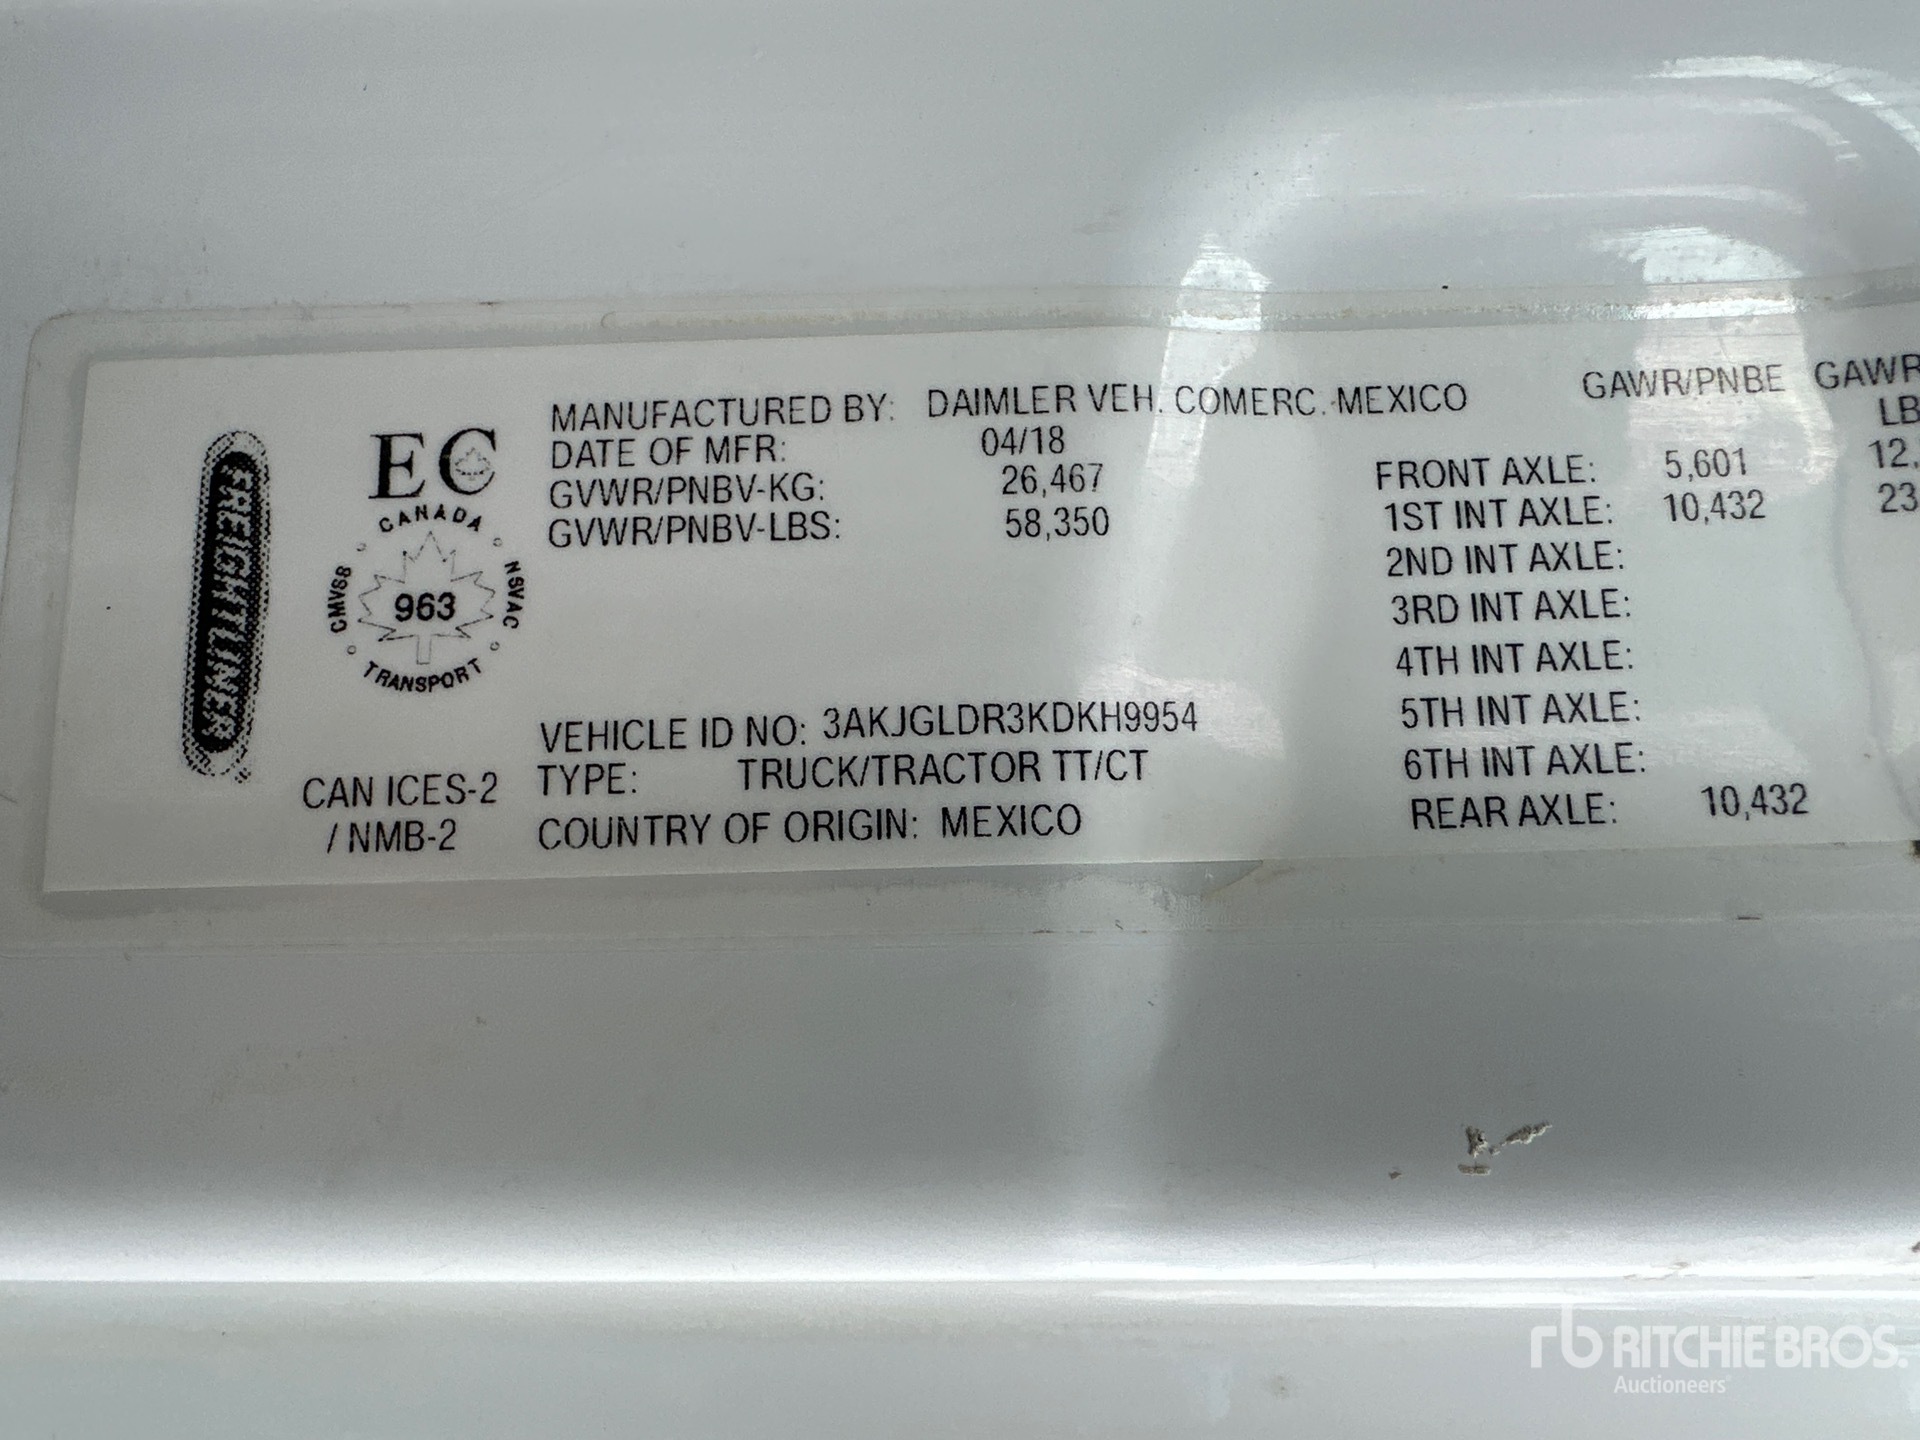 FREIGHTLINER
EC
CANADA
CMVSS
NSVAC
963
TRANSPORT
CAN ICES-2
/ NMB-2
MANUFACTURED BY: DAIMLER VEH. COMERC. MEXICO
DATE OF MFR: 04/18
GVWR/PNBV-KG: 26,467
GVWR/PNBV-LBS: 58,350
VEHICLE ID NO: 3AKJGLDR3KDKH9954
TYPE: TRUCK/TRACTOR TT/CT
COUNTRY OF ORIGIN: MEXICO
GAWR/PNBE GAWR
LB
FRONT AXLE: 5,601 12,
1ST INT AXLE: 10,432 23
2ND INT AXLE:
3RD INT AXLE:
4TH INT AXLE:
5TH INT AXLE:
6TH INT AXLE:
REAR AXLE: 10,432
rb RITCHIE BROS.
Auctioneers